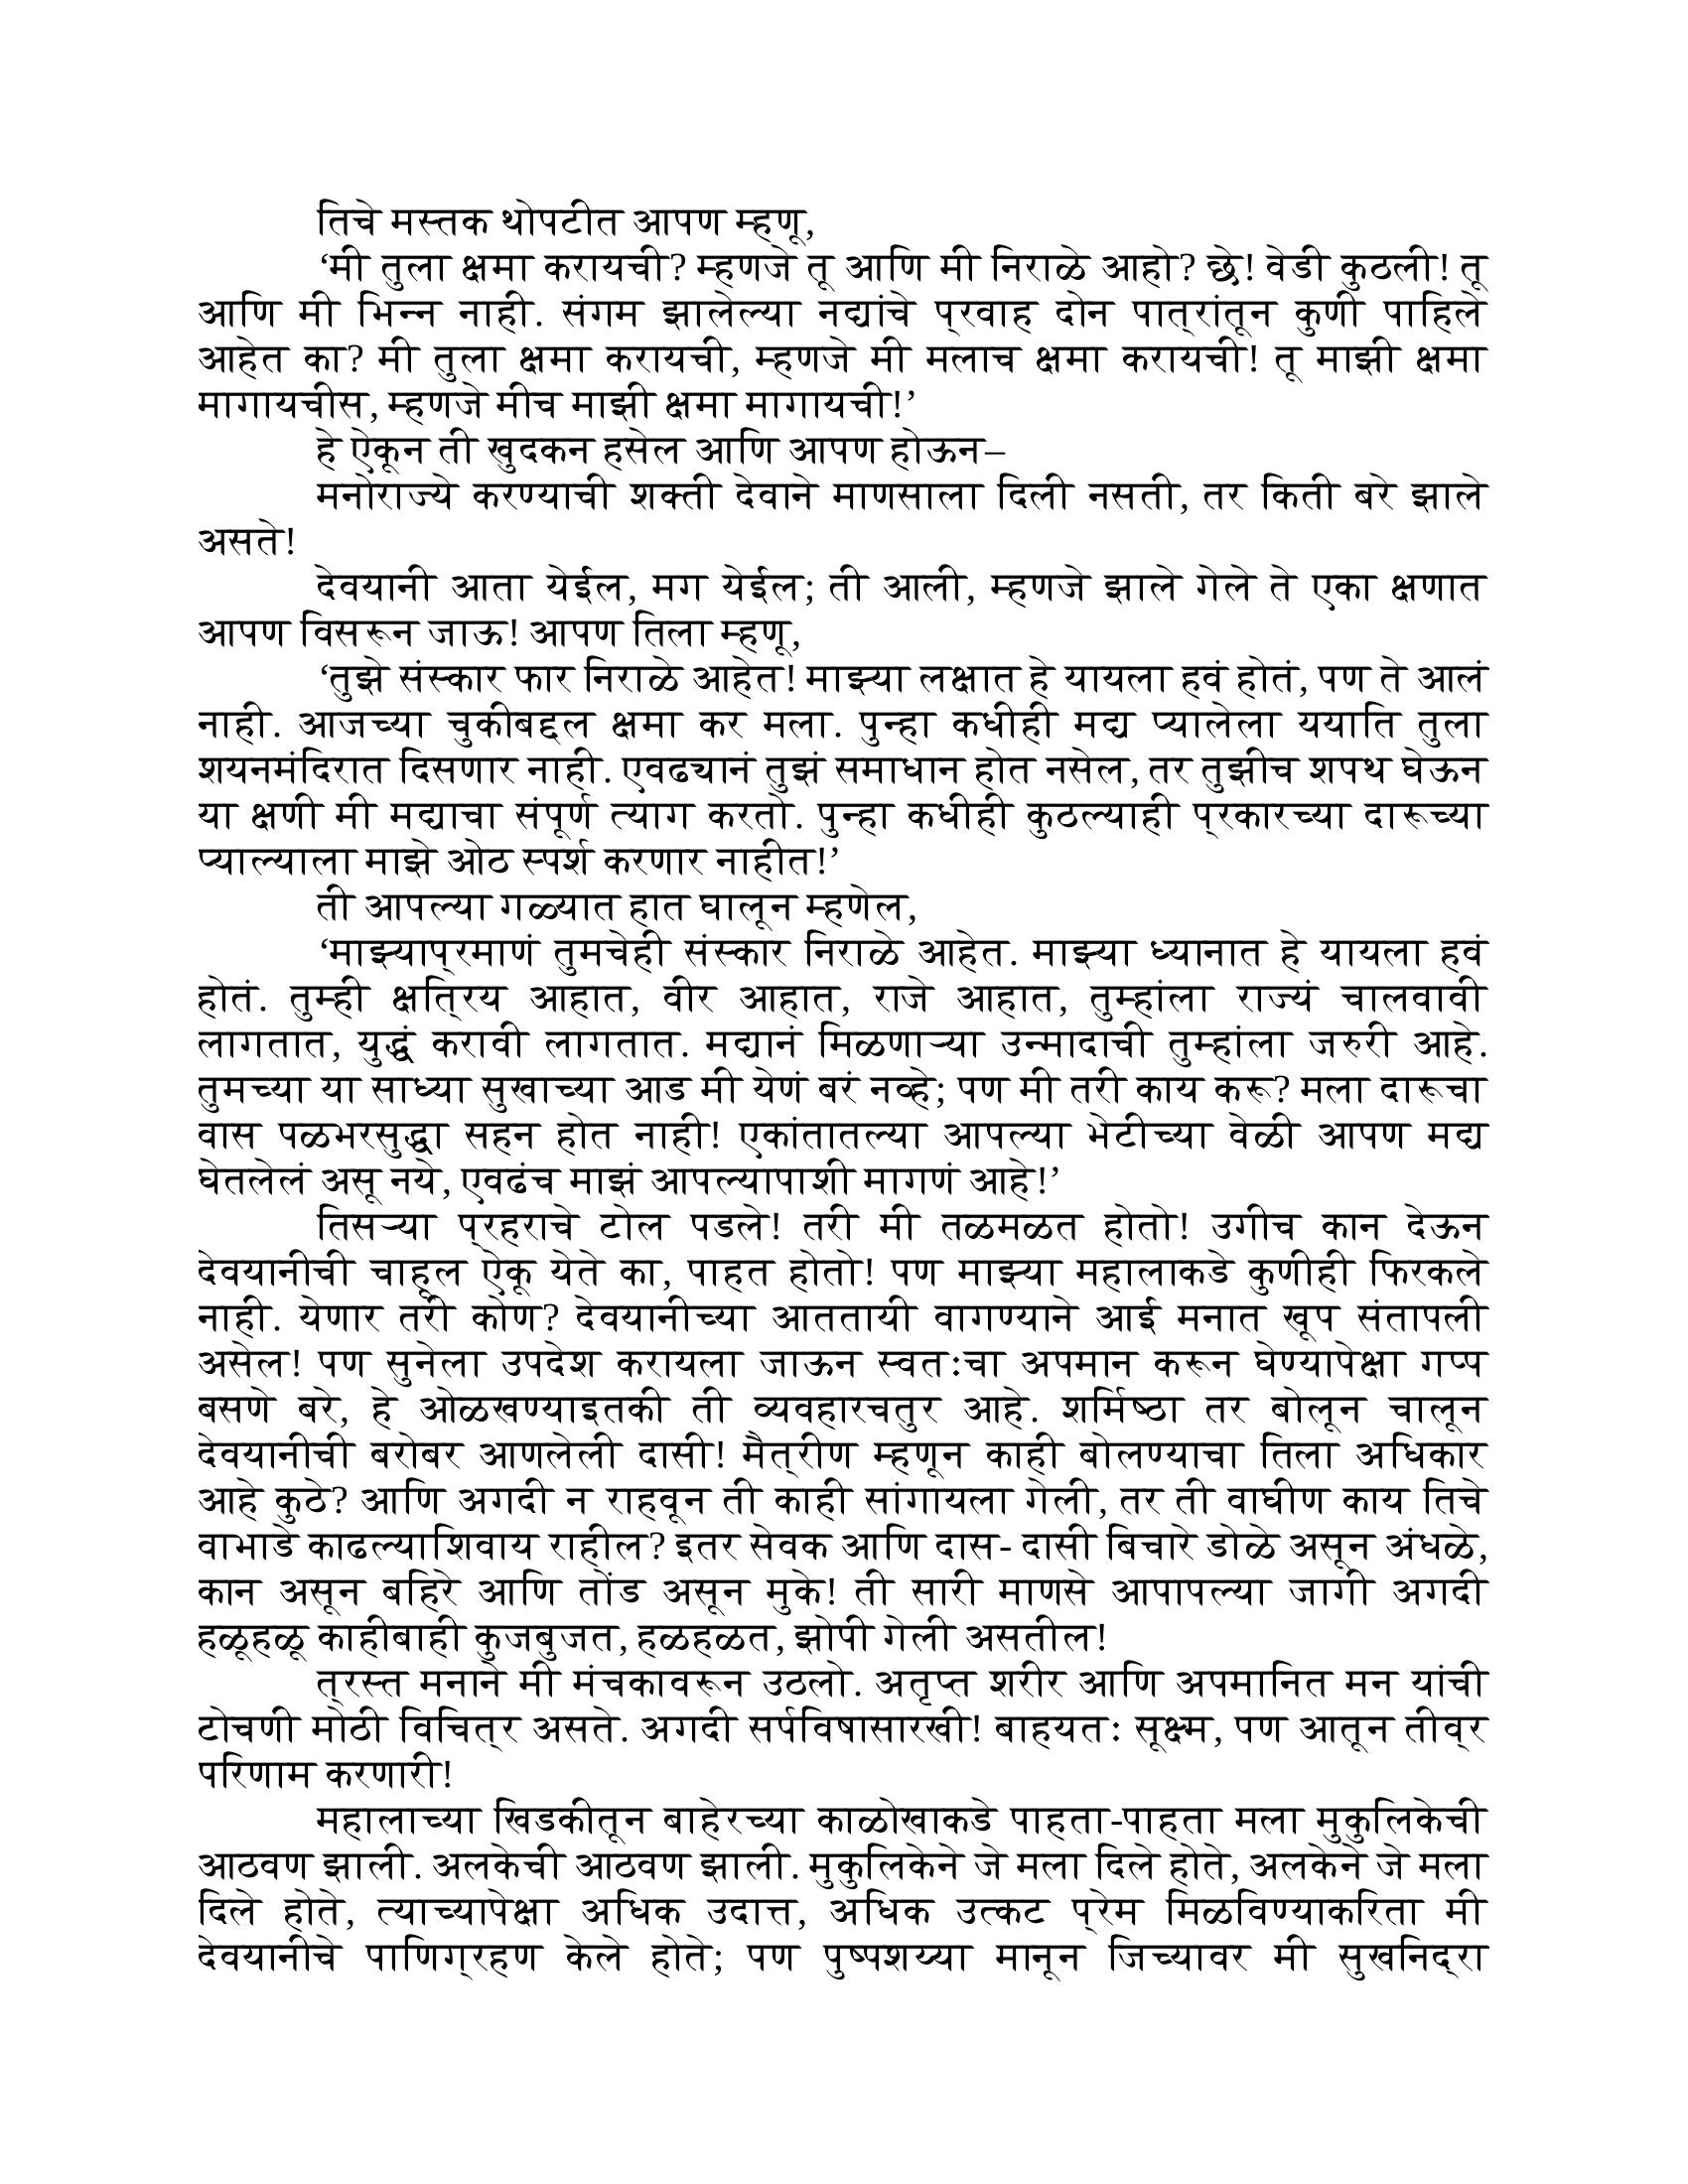 तिचे मस्तक थोपटीत आपण म्हणू,
‘मी तुला क्षमा करायची? म्हणजे तू आणि मी निराळे आहो? छे! वेडी कुठली! तू
आणि मी भिन्न नाही. संगम झालेल्या नद्यांचे प्रवाह दोन पात्रांतून कुणी पाहिले
आहेत का? मी तुला क्षमा करायची, म्हणजे मी मलाच क्षमा करायची! तू माझी क्षमा
मागायचीस, म्हणजे मीच माझी क्षमा मागायची!’
हे ऐकून ती खुदकन हसेल आणि आपण होऊन–
मनोराज्ये करण्याची शक्ती देवाने माणसाला दिली नसती, तर किती बरे झाले
असते!
देवयानी आता येईल, मग येईल; ती आली, म्हणजे झाले गेले ते एका क्षणात
आपण विसरून जाऊ! आपण तिला म्हणू,
‘तुझे संस्कार फार निराळे आहेत! माझ्या लक्षात हे यायला हवं होतं, पण ते आलं
नाही. आजच्या चुकीबद्दल क्षमा कर मला. पुन्हा कधीही मद्य प्यालेला ययाति तुला
शयनमंदिरात दिसणार नाही. एवढ्यानं तुझं समाधान होत नसेल, तर तुझीच शपथ घेऊन
या क्षणी मी मद्याचा संपूर्ण त्याग करतो. पुन्हा कधीही कुठल्याही प्रकारच्या दारूच्या
प्याल्याला माझे ओठ स्पर्श करणार नाहीत!’
ती आपल्या गळ्यात हात घालून म्हणेल,
‘माझ्याप्रमाणं तुमचेही संस्कार निराळे आहेत. माझ्या ध्यानात हे यायला हवं
होतं. तुम्ही क्षत्रिय आहात, वीर आहात, राजे आहात, तुम्हांला राज्यं चालवावी
लागतात, युद्धं करावी लागतात. मद्यानं मिळणाऱ्या उन्मादाची तुम्हांला जरुरी आहे.
तुमच्या या साध्या सुखाच्या आड मी येणं बरं नव्हे; पण मी तरी काय करू? मला दारूचा
वास पळभरसुद्धा सहन होत नाही! एकांतातल्या आपल्या भेटीच्या वेळी आपण मद्य
घेतलेलं असू नये, एवढंच माझं आपल्यापाशी मागणं आहे!’
तिसऱ्या प्रहराचे टोल पडले! तरी मी तळमळत होतो! उगीच कान देऊन
देवयानीची चाहूल ऐकू येते का, पाहत होतो! पण माझ्या महालाकडे कुणीही फिरकले
नाही. येणार तरी कोण? देवयानीच्या आततायी वागण्याने आई मनात खूप संतापली
असेल! पण सुनेला उपदेश करायला जाऊन स्वतःचा अपमान करून घेण्यापेक्षा गप्प
बसणे बरे, हे ओळखण्याइतकी ती व्यवहारचतुर आहे. शर्मिष्ठा तर बोलून चालून
देवयानीची बरोबर आणलेली दासी! मैत्रीण म्हणून काही बोलण्याचा तिला अधिकार
आहे कुठे? आणि अगदी न राहवून ती काही सांगायला गेली, तर ती वाघीण काय तिचे
वाभाडे काढल्याशिवाय राहील? इतर सेवक आणि दास- दासी बिचारे डोळे असून अंधळे,
कान असून बहिरे आणि तोंड असून मुके! ती सारी माणसे आपापल्या जागी अगदी
हळूहळू काहीबाही कुजबुजत, हळहळत, झोपी गेली असतील!
त्रस्त मनाने मी मंचकावरून उठलो. अतृप्त शरीर आणि अपमानित मन यांची
टोचणी मोठी विचित्र असते. अगदी सर्पविषासारखी! बाहयतः सूक्ष्म, पण आतून तीव्र
परिणाम करणारी!
महालाच्या खिडकीतून बाहेरच्या काळोखाकडे पाहता-पाहता मला मुकुलिकेची
आठवण झाली. अलकेची आठवण झाली. मुकुलिकेने जे मला दिले होते, अलकेने जे मला
दिले होते, त्याच्यापेक्षा अधिक उदात्त, अधिक उत्कट प्रेम मिळविण्याकरिता मी
देवयानीचे पाणिग्रहण केले होते; पण पुष्पशय्या मानून जिच्यावर मी सुखनिद्रा